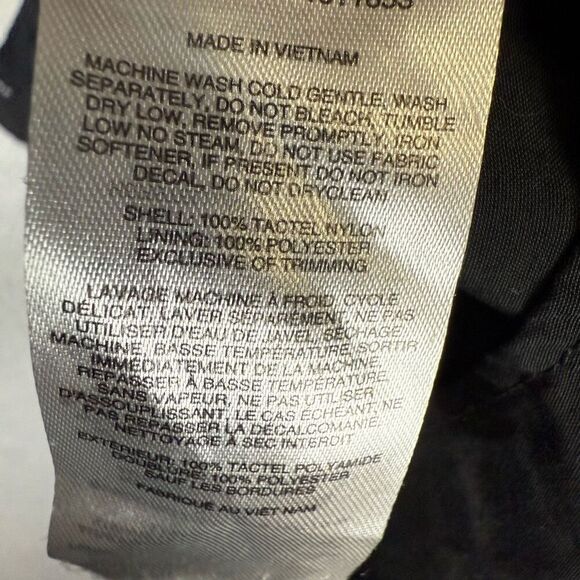 MADE IN VIETNAM
MACHINE WASH COLD GENTLE, WASH
SEPARATELY, DO NOT BLEACH, TUMBLE
DRY LOW, REMOVE PROMPTLY, IRON
LOW NO STEAM, DO NOT USE FABRIC
SOFTENER, IF PRESENT DO NOT IRON
DECAL, DO NOT DRYCLEAN
SHELL: 100% TACTEL NYLON
LINING: 100% POLYESTER
EXCLUSIVE OF TRIMMING
LAVAGE MACHINE À FROID, CYCLE
DÉLICAT, LAVER SÉPARÉMENT, NE PAS
UTILISER D'EAU DE JAVEL, SÉCHAGE
MACHINE, BASSE TEMPÉRATURE, SORTIR
IMMÉDIATEMENT DE LA MACHINE,
REPASSER À BASSE TEMPÉRATURE,
SANS VAPEUR, NE PAS UTILISER
D'ASSOUPLISSANT, LE CAS ÉCHÉANT, NE
PAS REPASSER LA DÉCALCOMANIE,
NETTOYAGE À SEC INTERDIT
EXTÉRIEUR: 100% TACTEL POLYAMIDE
DOUBLURE: 100% POLYESTER
SAUF LES BORDURES
FABRIQUÉ AU VIET NAM